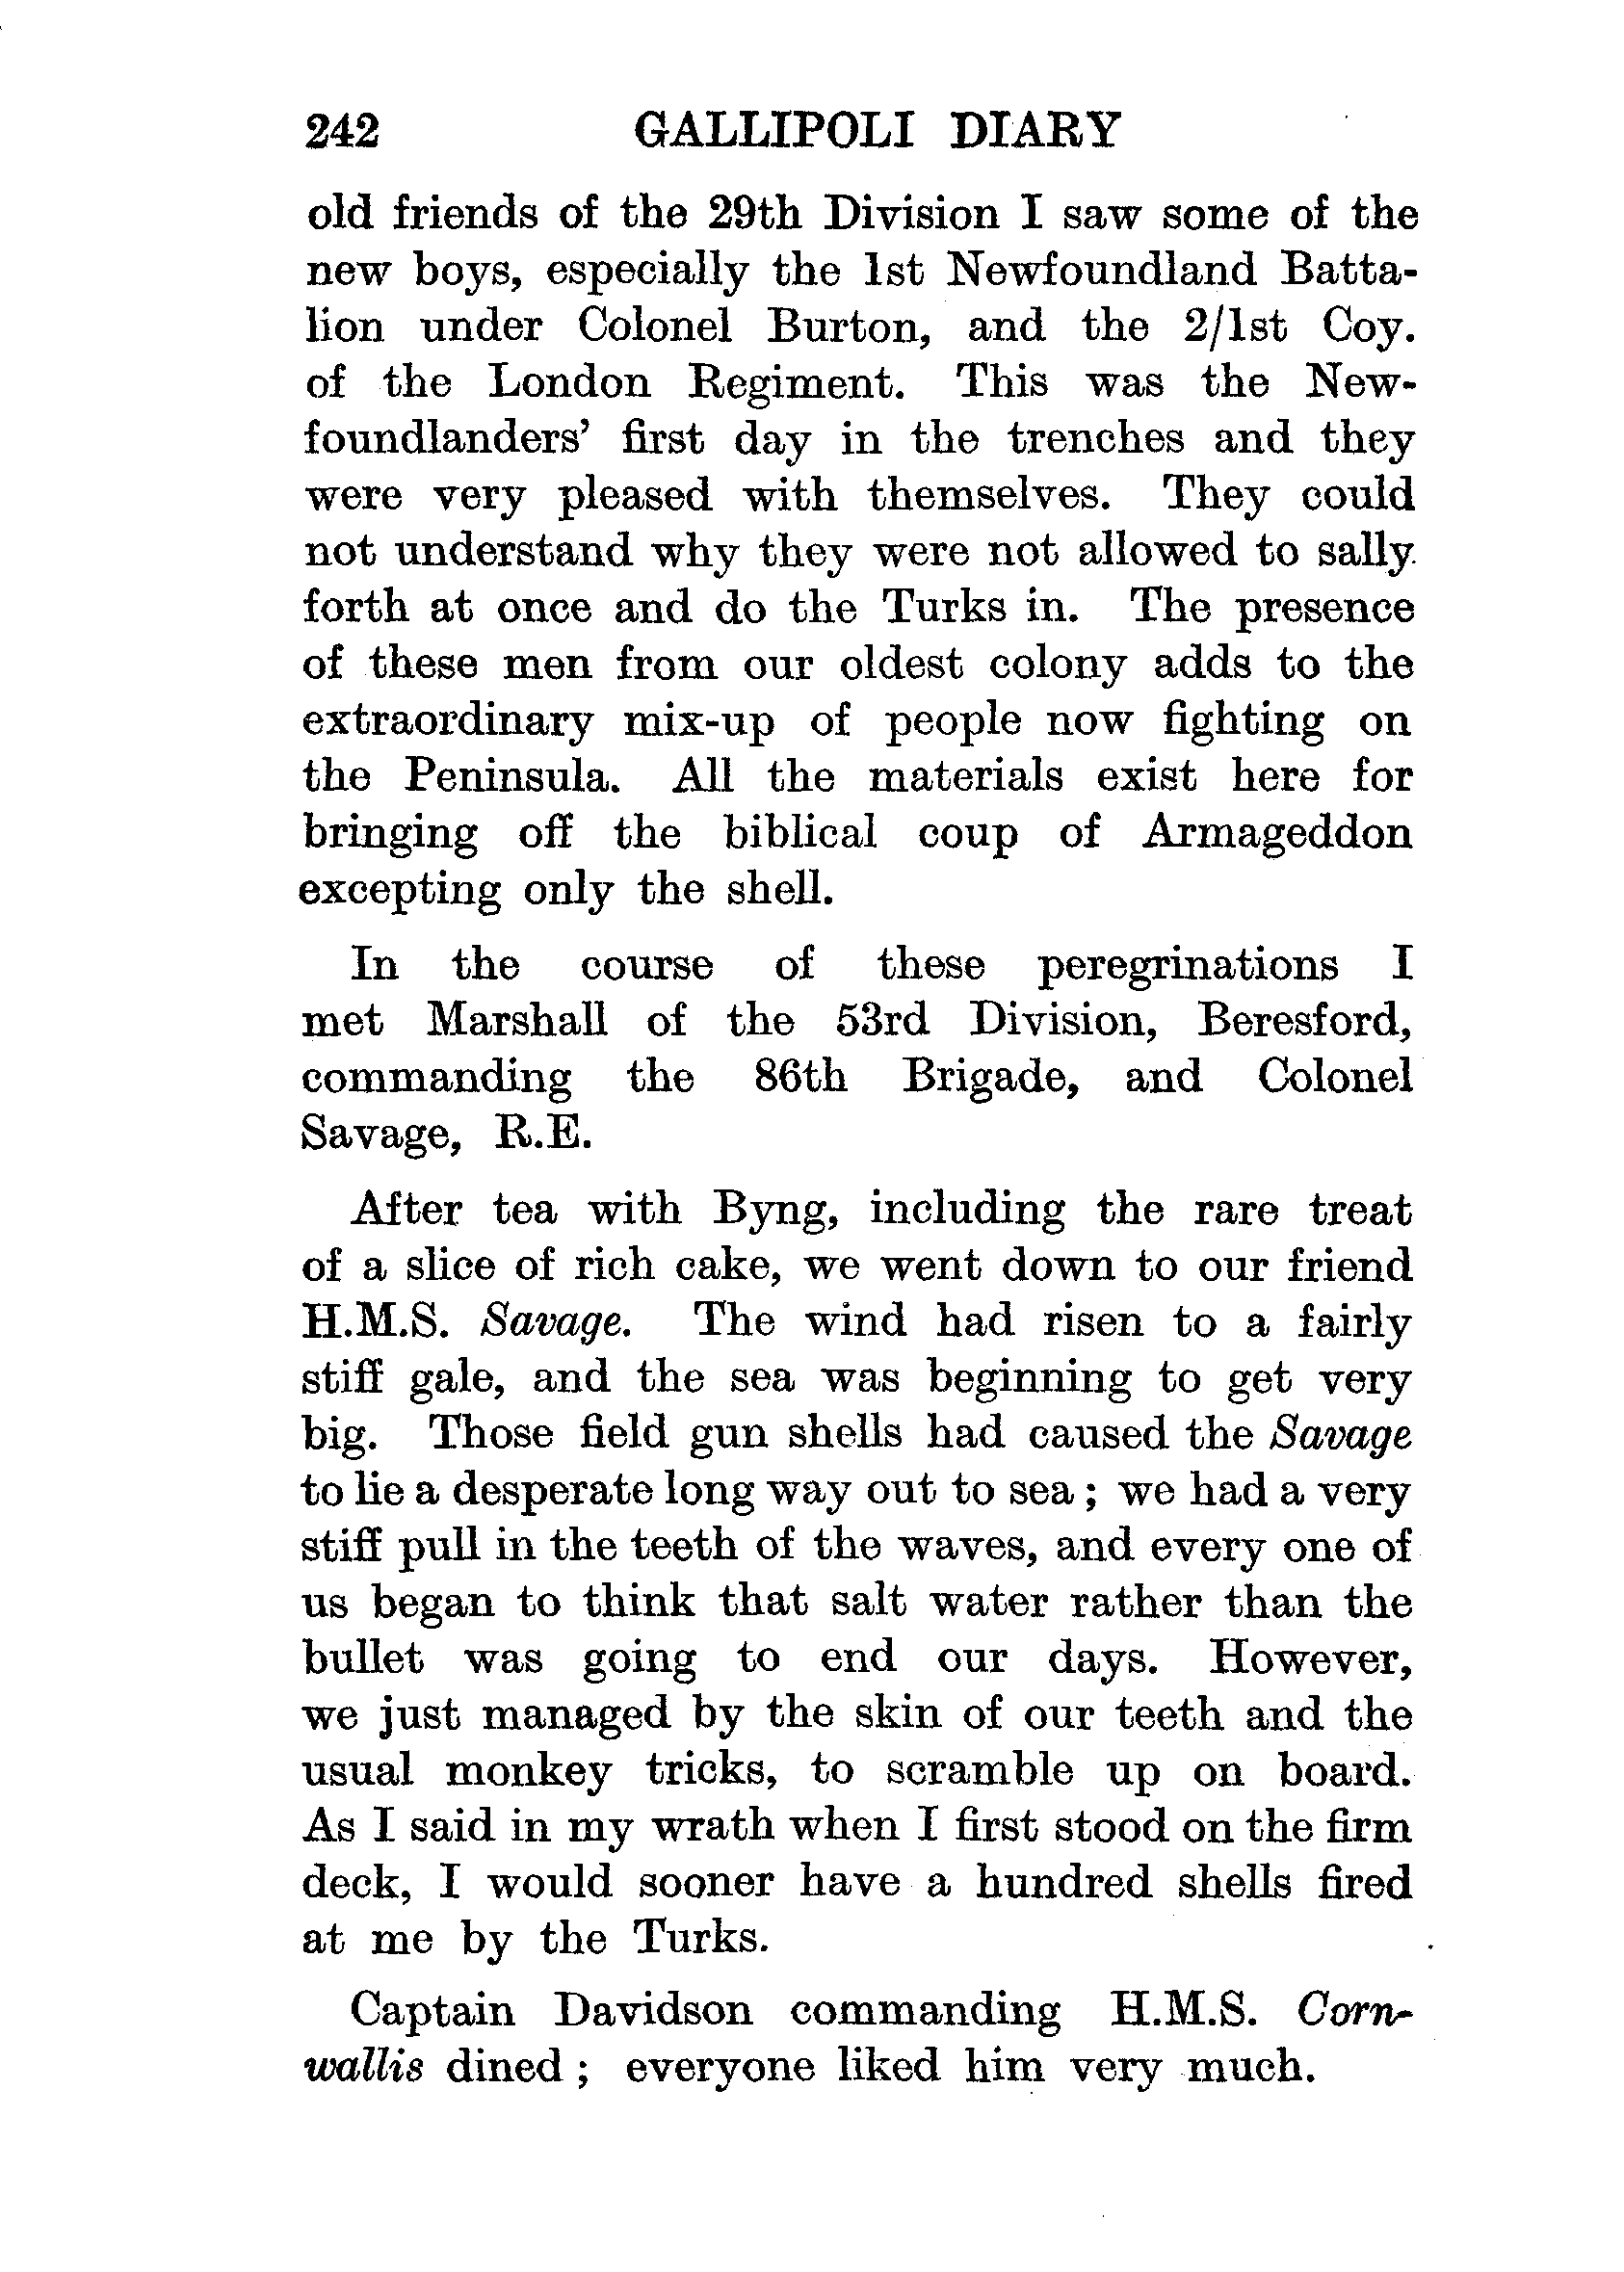 242 GALLIPOLI DIARY
old friends of the 29th Division I saw some of the
new boys, especially the 1st Newfoundland Batta-
lion under Colonel Burton, and the 2/1st Coy.
of the London Regiment. This was the New-
foundlanders' first day in the trenches and they
were very pleased with themselves. They could
not understand why they were not allowed to sally
forth at once and do the Turks in. The presence
of these men from our oldest colony adds to the
extraordinary mix-up of people now fighting on
the Peninsula. All the materials exist here for
bringing off the biblical coup of Armageddon
excepting only the shell.
In the course of these peregrinations I
met Marshall of the 53rd Division, Beresford,
commanding the 86th Brigade, and Colonel
Savage, R.E.
After tea with Byng, including the rare treat
of a slice of rich cake, we went down to our friend
H.M.S. Savage. The wind had risen to a fairly
stiff gale, and the sea was beginning to get very
big. Those field gun shells had caused the Savage
to lie a desperate long way out to sea; we had a very
stiff pull in the teeth of the waves, and every one of
us began to think that salt water rather than the
bullet was going to end our days. However,
we just managed by the skin of our teeth and the
usual monkey tricks, to scramble up on board.
As I said in my wrath when I first stood on the firm
deck, I would sooner have a hundred shells fired
at me by the Turks.
Captain Davidson commanding H.M.S. Corn-
wallis dined; everyone liked him very much.